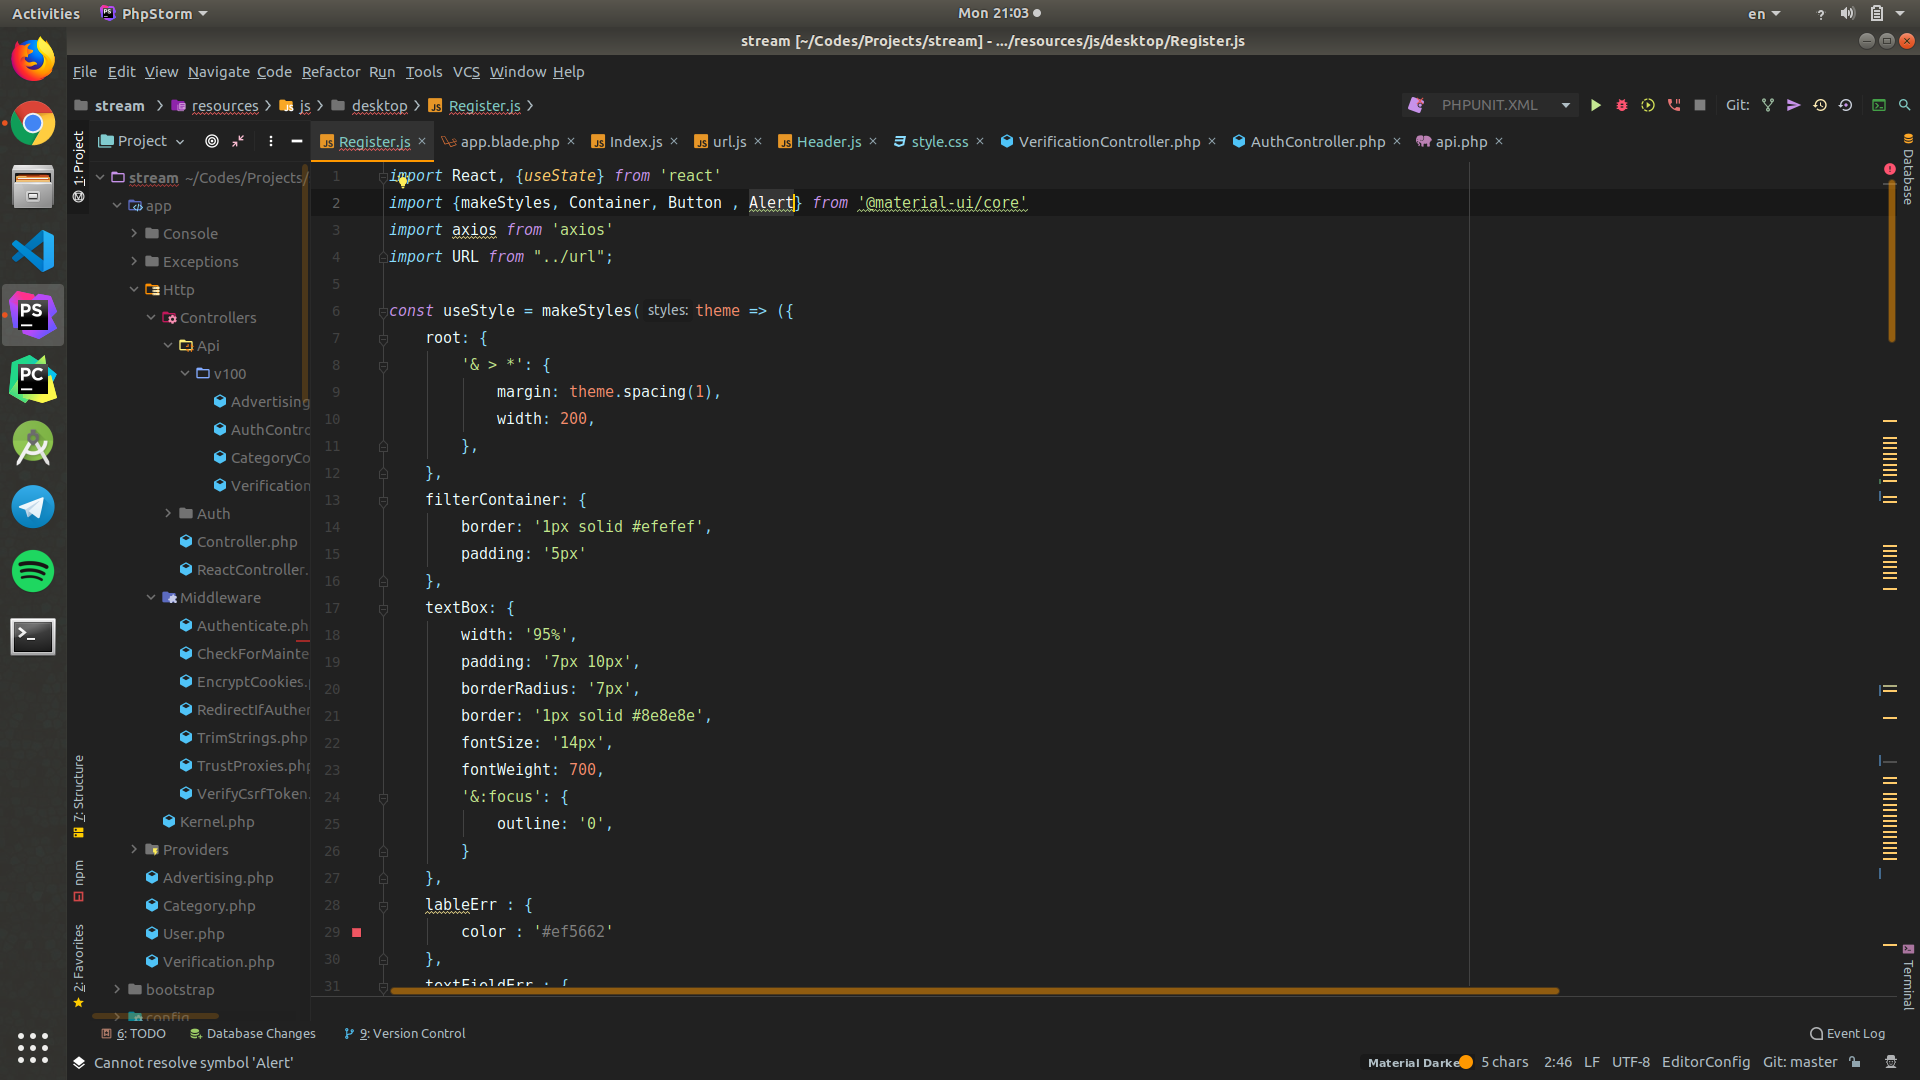 Activities PhpStorm Mon 21:03 en
stream [~/Codes/Projects/stream] - .../resources/js/desktop/Register.js
File Edit View Navigate Code Refactor Run Tools VCS Window Help
stream resources js desktop Register.js PHPUNIT.XML Git:
Project Register.js app.blade.php Index.js url.js Header.js style.css VerificationController.php AuthController.php api.php
1: Project
7: Structure
npm
2: Favorites
stream ~/Codes/Projects/
app
Console
Exceptions
Http
Controllers
Api
v100
Advertising
AuthContro
CategoryCo
Verification
Auth
Controller.php
ReactController.
Middleware
Authenticate.ph
CheckForMainte
EncryptCookies.p
RedirectIfAuthen
TrimStrings.php
TrustProxies.php
VerifyCsrfToken.
Kernel.php
Providers
Advertising.php
Category.php
User.php
Verification.php
bootstrap
config
1 import React, {useState} from 'react'
2 import {makeStyles, Container, Button , Alert} from '@material-ui/core'
3 import axios from 'axios'
4 import URL from "../url";
5
6 const useStyle = makeStyles( styles: theme => ({
7 root: {
8 '& > *': {
9 margin: theme.spacing(1),
10 width: 200,
11 },
12 },
13 filterContainer: {
14 border: '1px solid #efefef',
15 padding: '5px'
16 },
17 textBox: {
18 width: '95%',
19 padding: '7px 10px',
20 borderRadius: '7px',
21 border: '1px solid #8e8e8e',
22 fontSize: '14px',
23 fontWeight: 700,
24 '&:focus': {
25 outline: '0',
26 }
27 },
28 lableErr : {
29 color : '#ef5662'
30 },
31 textFieldErr : {
Database
Terminal
6: TODO Database Changes 9: Version Control Event Log
Cannot resolve symbol 'Alert' Material Darke 5 chars 2:46 LF UTF-8 EditorConfig Git: master
PS
PC